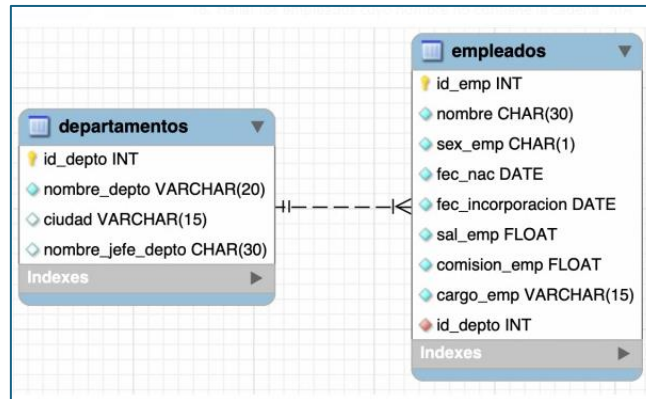 departamentos
id_depto INT
nombre_depto VARCHAR(20)
ciudad VARCHAR(15)
nombre_jefe_depto CHAR(30)
Indexes
empleados
id_emp INT
nombre CHAR(30)
sex_emp CHAR(1)
fec_nac DATE
fec_incorporacion DATE
sal_emp FLOAT
comision_emp FLOAT
cargo_emp VARCHAR(15)
id_depto INT
Indexes